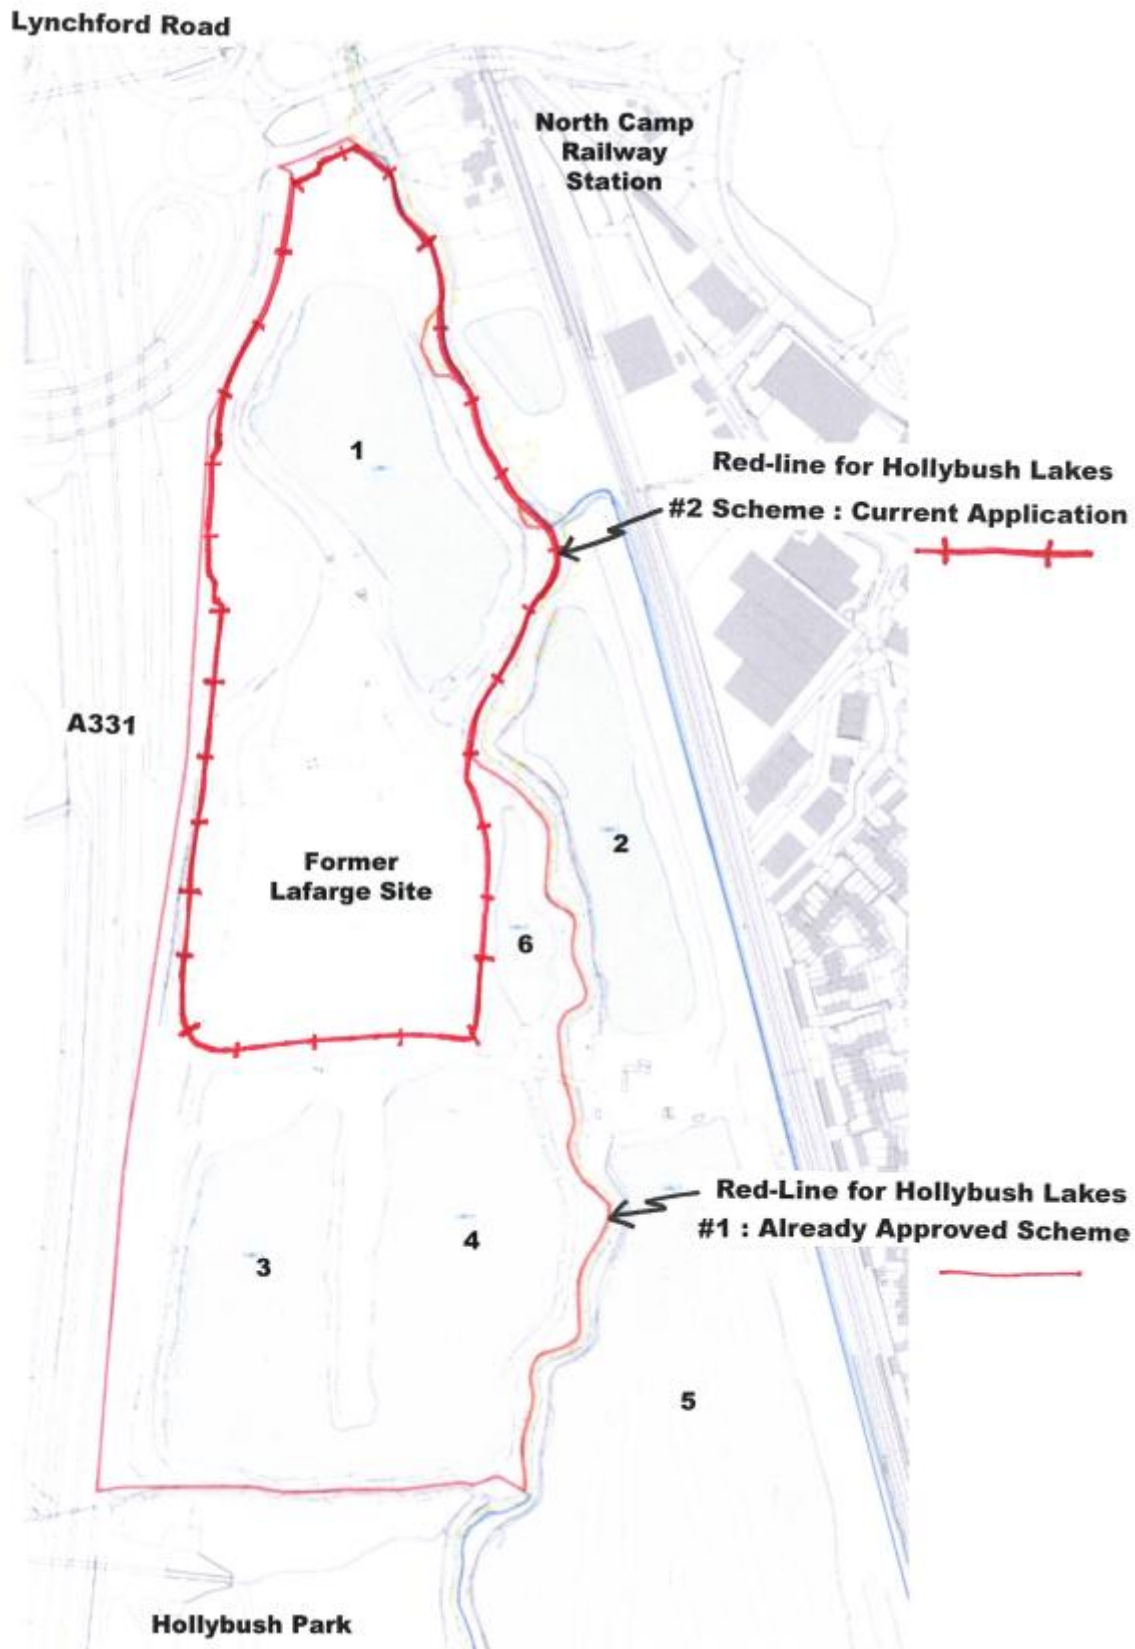 Lynchford Road
North Camp
Railway
Station
1
Red-line for Hollybush Lakes
#2 Scheme : Current Application
A331
2
Former
Lafarge Site
6
Red-Line for Hollybush Lakes
#1 : Already Approved Scheme
4
3
5
Hollybush Park